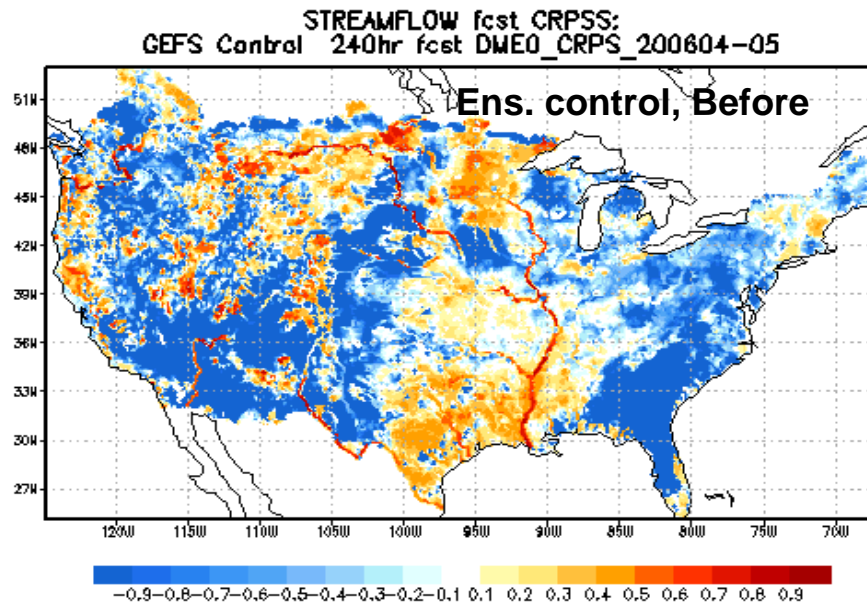 STREAMFLOW fcst CRPSS:
GEFS Control 240hr fcst DME0_CRPS_200604-05
Ens. control, Before
51N
48N
45N
42N
39N
36N
33N
30N
27N
120W 115W 110W 105W 100W 95W 90W 85W 80W 75W 70W
-0.9 -0.8 -0.7 -0.6 -0.5 -0.4 -0.3 -0.2 -0.1 0.1 0.2 0.3 0.4 0.5 0.6 0.7 0.8 0.9